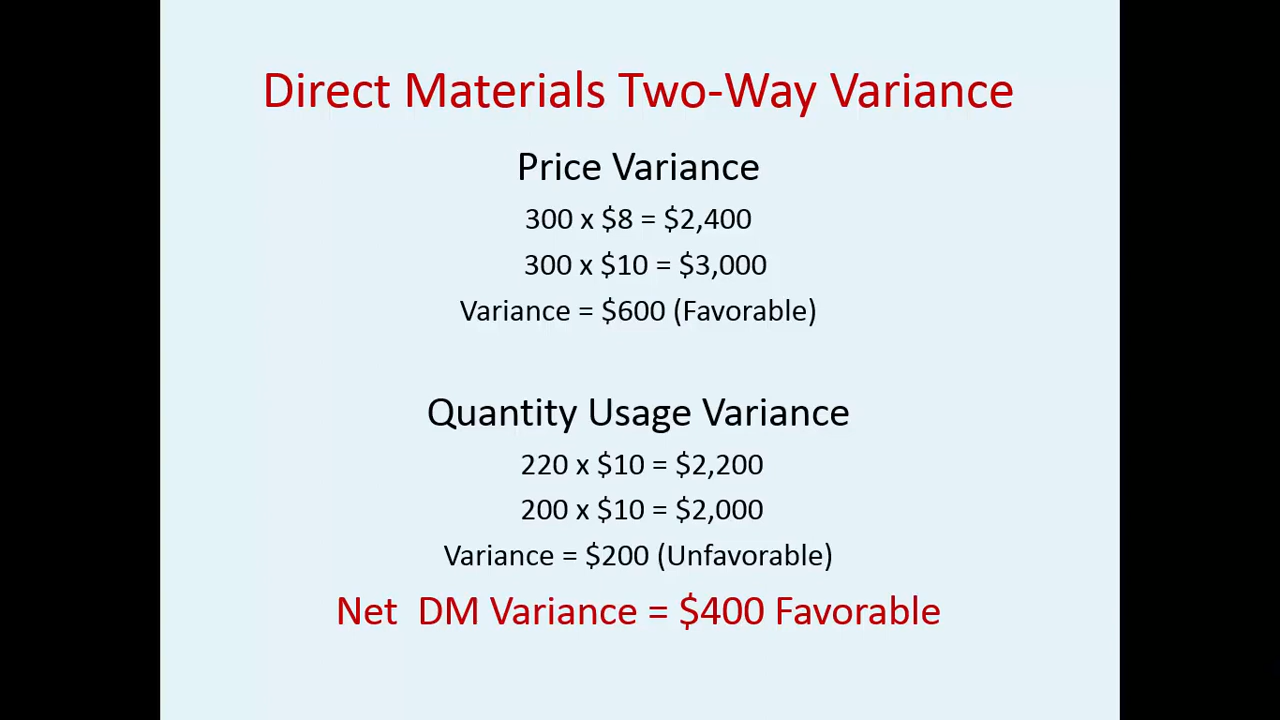 Direct Materials Two-Way Variance
Price Variance
300 x $8 = $2,400
300 x $10 = $3,000
Variance = $600 (Favorable)
Quantity Usage Variance
220 x $10 = $2,200
200 x $10 = $2,000
Variance = $200 (Unfavorable)
Net  DM Variance = $400 Favorable